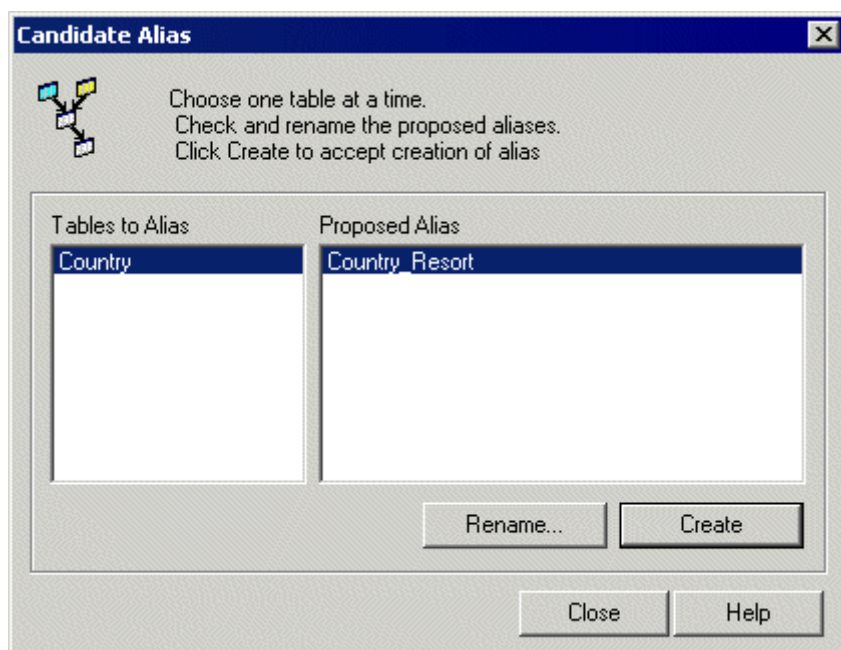 Candidate Alias
Choose one table at a time.
Check and rename the proposed aliases.
Click Create to accept creation of alias
Tables to Alias
Proposed Alias
Country
Country_Resort
Rename...
Create
Close
Help